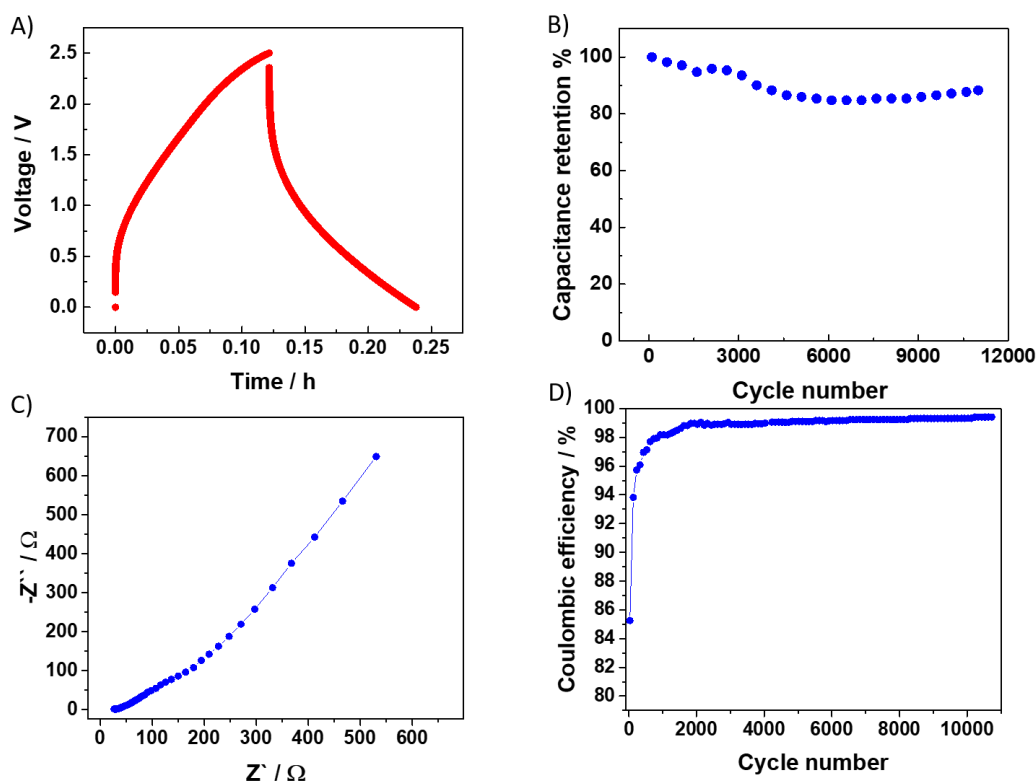 A)
Voltage / V
2.5
2.0
1.5
1.0
0.5
0.0
0.00 0.05 0.10 0.15 0.20 0.25
Time / h
B)
Capacitance retention %
100
80
60
40
20
0
0 3000 6000 9000 12000
Cycle number
C)
-Z`` / Ω
700
600
500
400
300
200
100
0
0 100 200 300 400 500 600
Z` / Ω
D)
Coulombic efficiency / %
100
98
96
94
92
90
88
86
84
82
80
0 2000 4000 6000 8000 10000
Cycle number